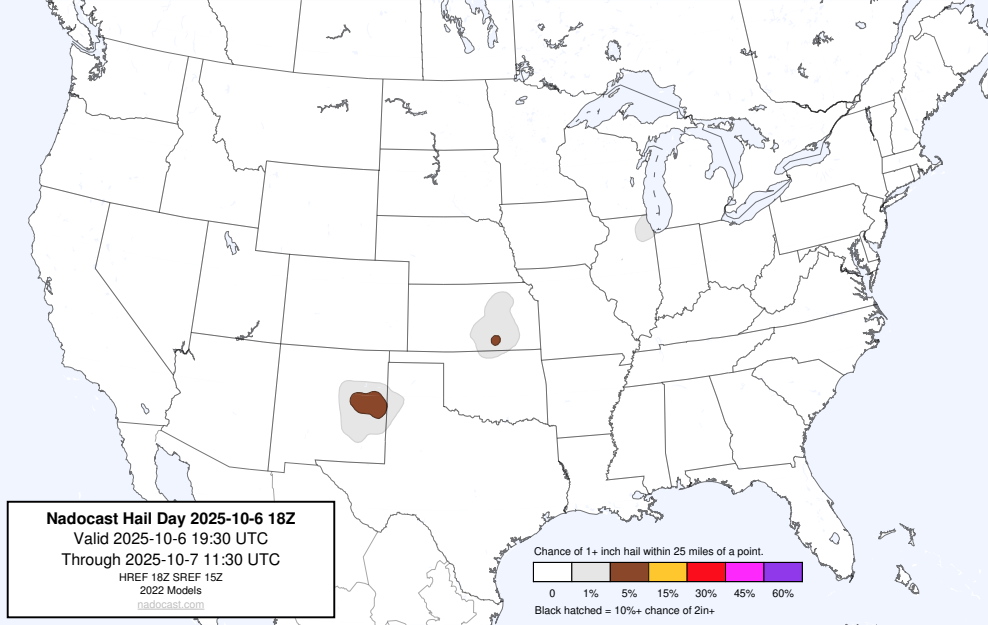 Nadocast Hail Day 2025-10-6 18Z
Valid 2025-10-6 19:30 UTC
Through 2025-10-7 11:30 UTC
HREF 18Z SREF 15Z
2022 Models
nadocast.com
Chance of 1+ inch hail within 25 miles of a point.
0 1% 5% 15% 30% 45% 60%
Black hatched = 10%+ chance of 2in+